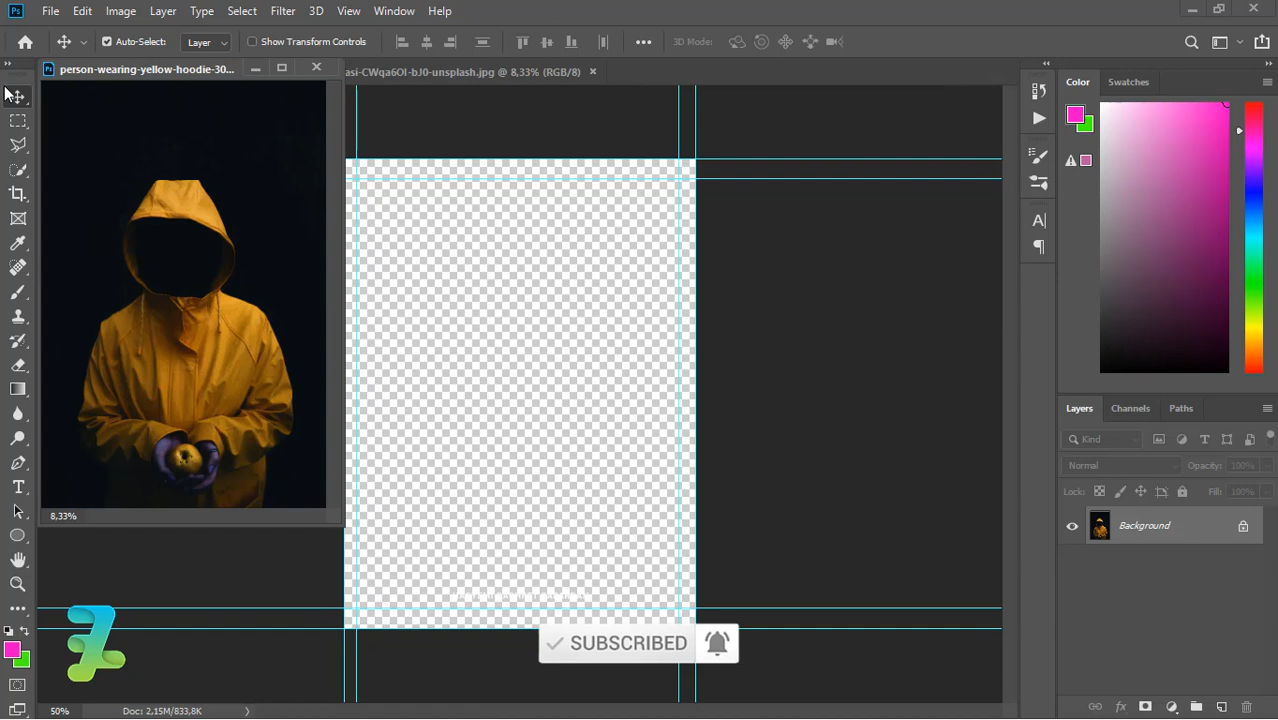 Ps File Edit Image Layer Type Select Filter 3D View Window Help
Auto-Select: Layer Show Transform Controls 3D Mode:
person-wearing-yellow-hoodie-30...
asi-CWqa6OI-bJ0-unsplash.jpg @ 8,33% (RGB/8)
Color Swatches
Layers Channels Paths
Kind
Normal Opacity: 100%
Lock: Fill: 100%
Background
8,33%
SUBSCRIBED
50% Doc: 2,15M/833,8K